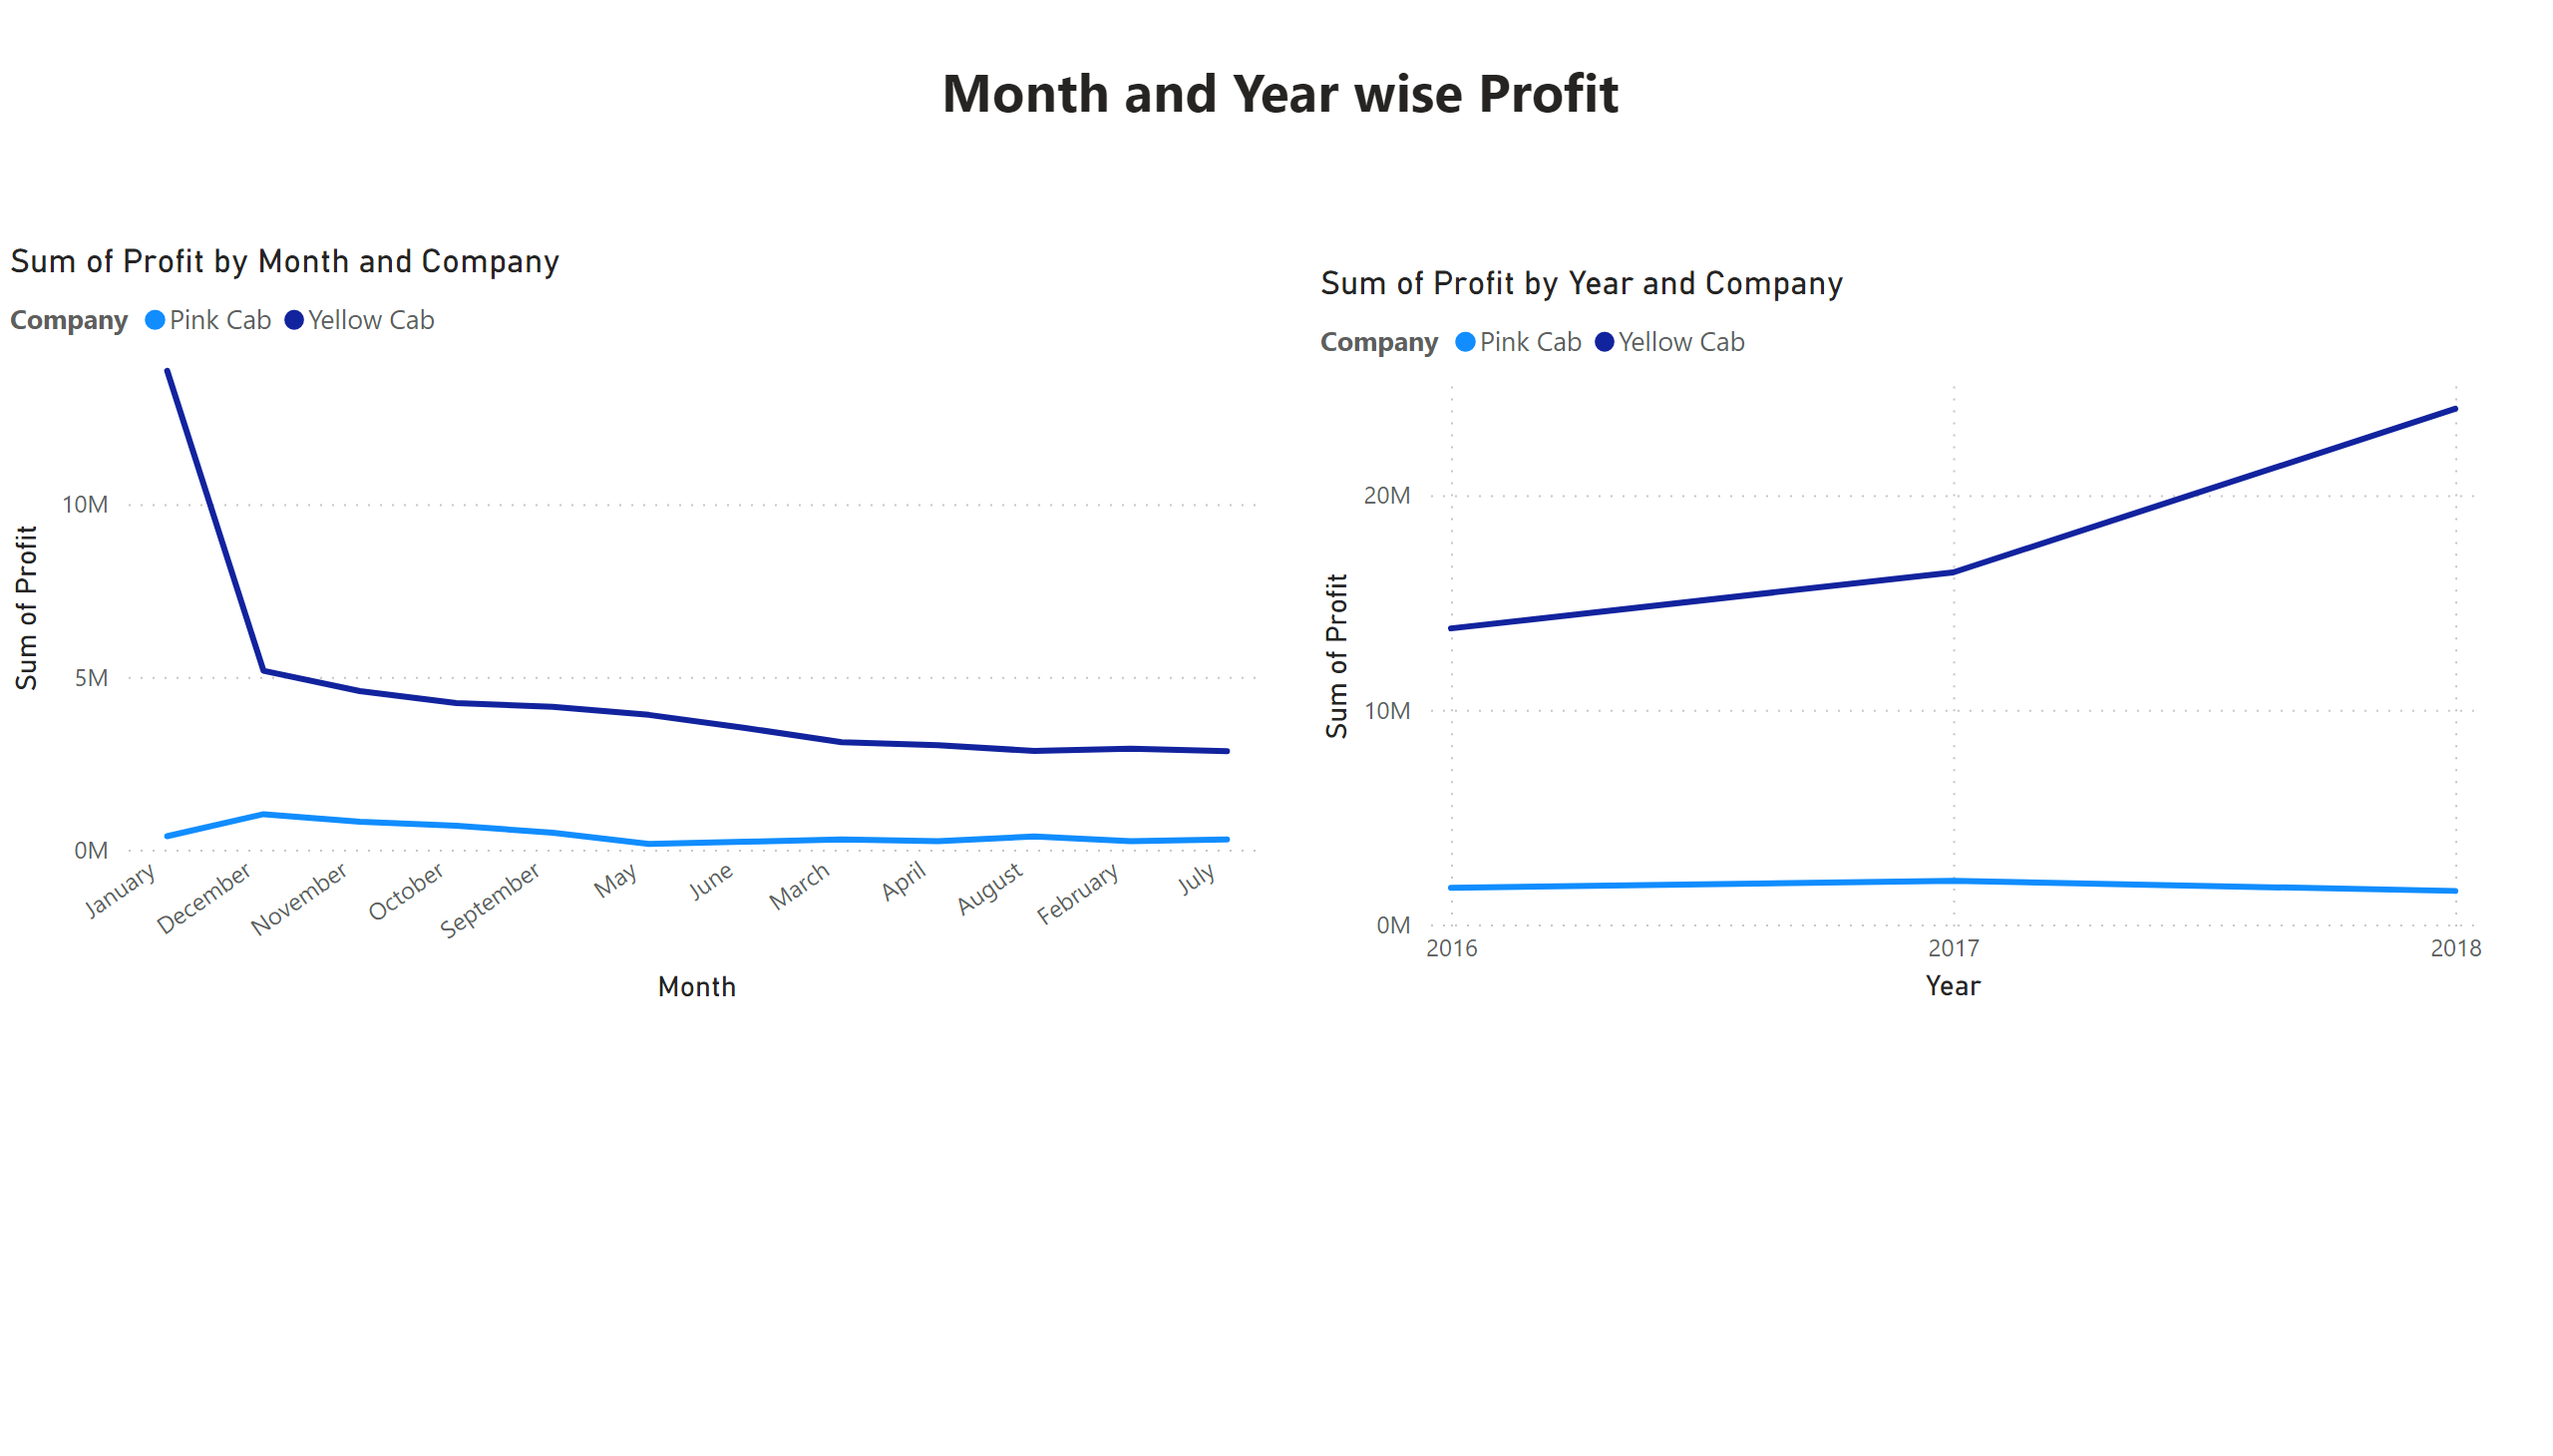 Month and Year wise Profit
Sum of Profit by Month and Company
Company Pink Cab Yellow Cab
Sum of Profit
10M
5M
0M
January
December
November
October
September
May
June
March
April
August
February
July
Month
Sum of Profit by Year and Company
Company Pink Cab Yellow Cab
Sum of Profit
20M
10M
0M
2016 2017 2018
Year